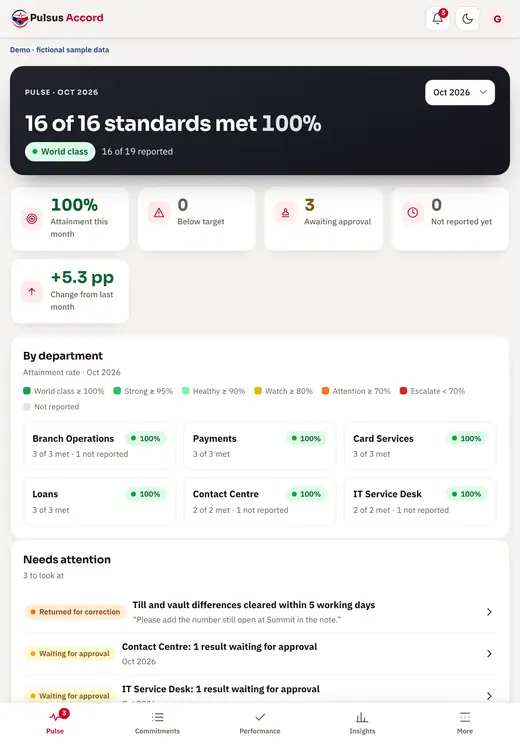 Pulsus Accord
3
G
Demo · fictional sample data
PULSE · OCT 2026
Oct 2026
16 of 16 standards met 100%
World class
16 of 19 reported
100%
Attainment this
month
0
Below target
3
Awaiting approval
0
Not reported yet
+5.3 pp
Change from last
month
By department
Attainment rate · Oct 2026
World class ≥ 100%
Strong ≥ 95%
Healthy ≥ 90%
Watch ≥ 80%
Attention ≥ 70%
Escalate < 70%
Not reported
Branch Operations
100%
3 of 3 met · 1 not reported
Payments
100%
3 of 3 met
Card Services
100%
3 of 3 met
Loans
100%
3 of 3 met
Contact Centre
100%
2 of 2 met · 1 not reported
IT Service Desk
100%
2 of 2 met · 1 not reported
Needs attention
3 to look at
Returned for correction
Till and vault differences cleared within 5 working days
“Please add the number still open at Summit in the note.”
Waiting for approval
Contact Centre: 1 result waiting for approval
Oct 2026
Waiting for approval
IT Service Desk: 1 result waiting for approval
3
Pulse
Commitments
Performance
Insights
More